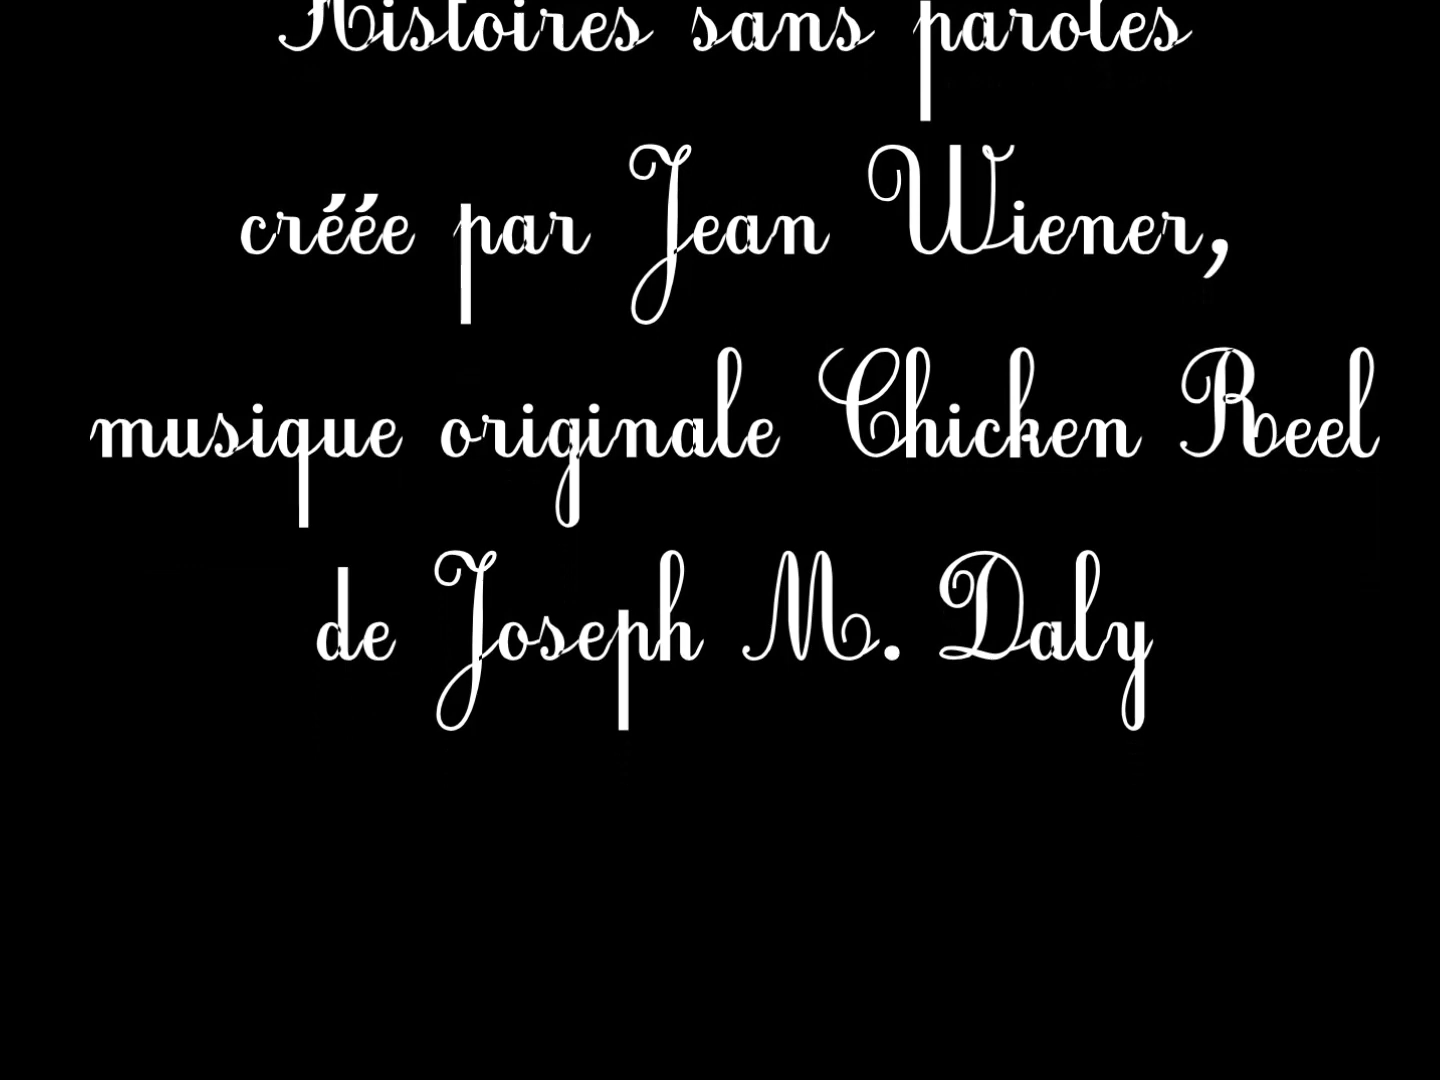 Histoires sans paroles
créée par Jean Wiener,
musique originale Chicken Reel
de Joseph M. Daly